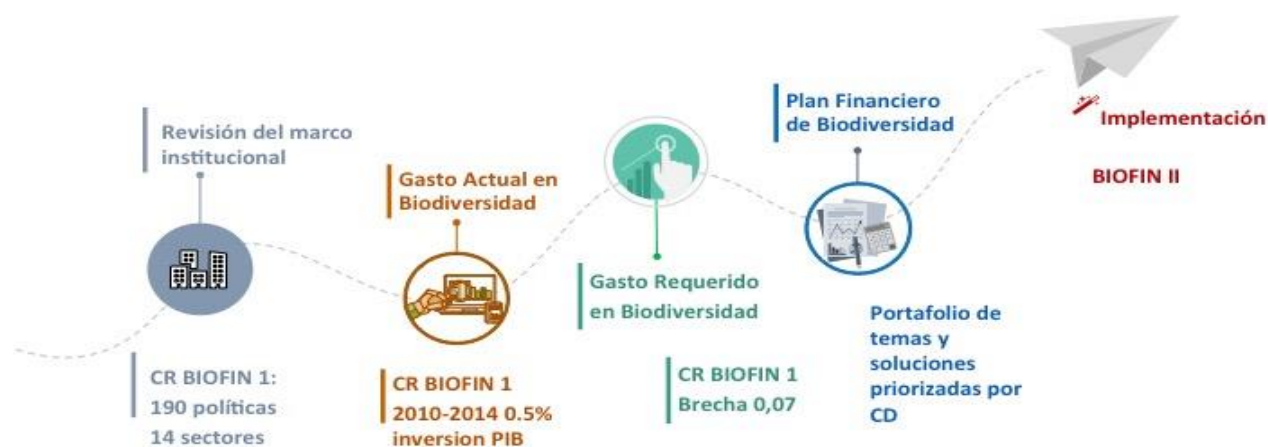 Revisión del marco
institucional
CR BIOFIN 1:
190 políticas
14 sectores
Gasto Actual en
Biodiversidad
CR BIOFIN 1
2010-2014 0.5%
inversion PIB
Gasto Requerido
en Biodiversidad
CR BIOFIN 1
Brecha 0,07
Plan Financiero
de Biodiversidad
Portafolio de
temas y
soluciones
priorizadas por
CD
Implementación
BIOFIN II